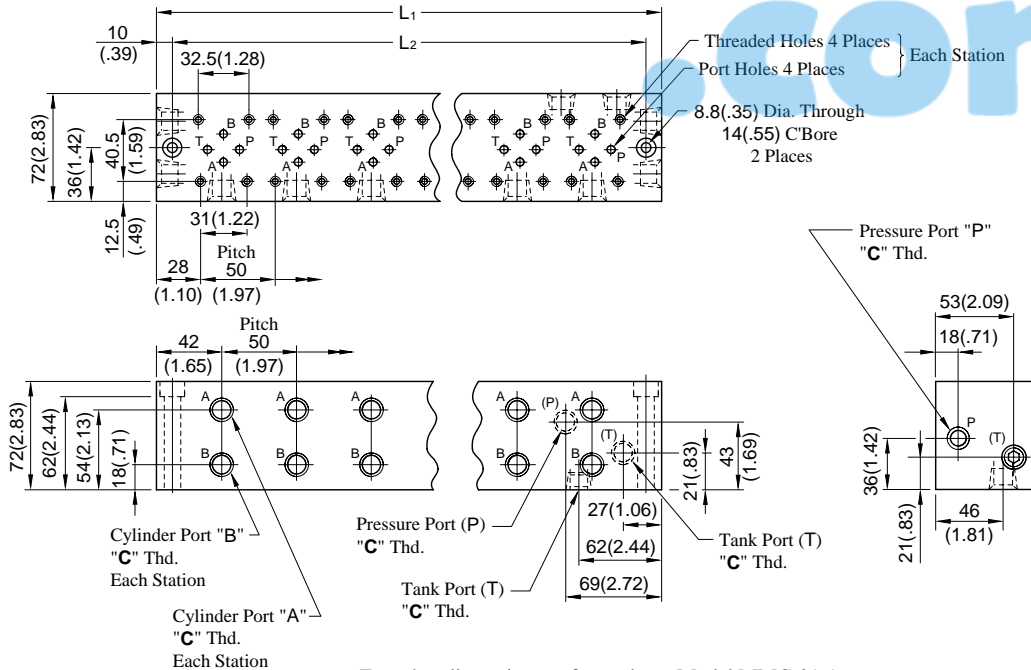 L1
L2
10
(.39)
32.5(1.28)
Threaded Holes 4 Places
Port Holes 4 Places
Each Station
.cor
8.8(.35) Dia. Through
14(.55) C'Bore
2 Places
72(2.83)
36(1.42)
40.5
(1.59)
12.5
(.49)
B B B B B
T P T P T P T P T P
A A A A
31(1.22)
Pitch
28
50
(1.10)
(1.97)
Pressure Port "P"
"C" Thd.
53(2.09)
18(.71)
P
(T)
36(1.42)
21(.83)
46
(1.81)
Pitch
42
50
(1.65)
(1.97)
72(2.83)
62(2.44)
54(2.13)
18(.71)
A A A A A
(P)
(T)
B B B B B
21(.83)
43
(1.69)
27(1.06)
62(2.44)
69(2.72)
Cylinder Port "B"
"C" Thd.
Each Station
Cylinder Port "A"
"C" Thd.
Each Station
Pressure Port (P)
"C" Thd.
Tank Port (T)
"C" Thd.
Tank Port (T)
"C" Thd.